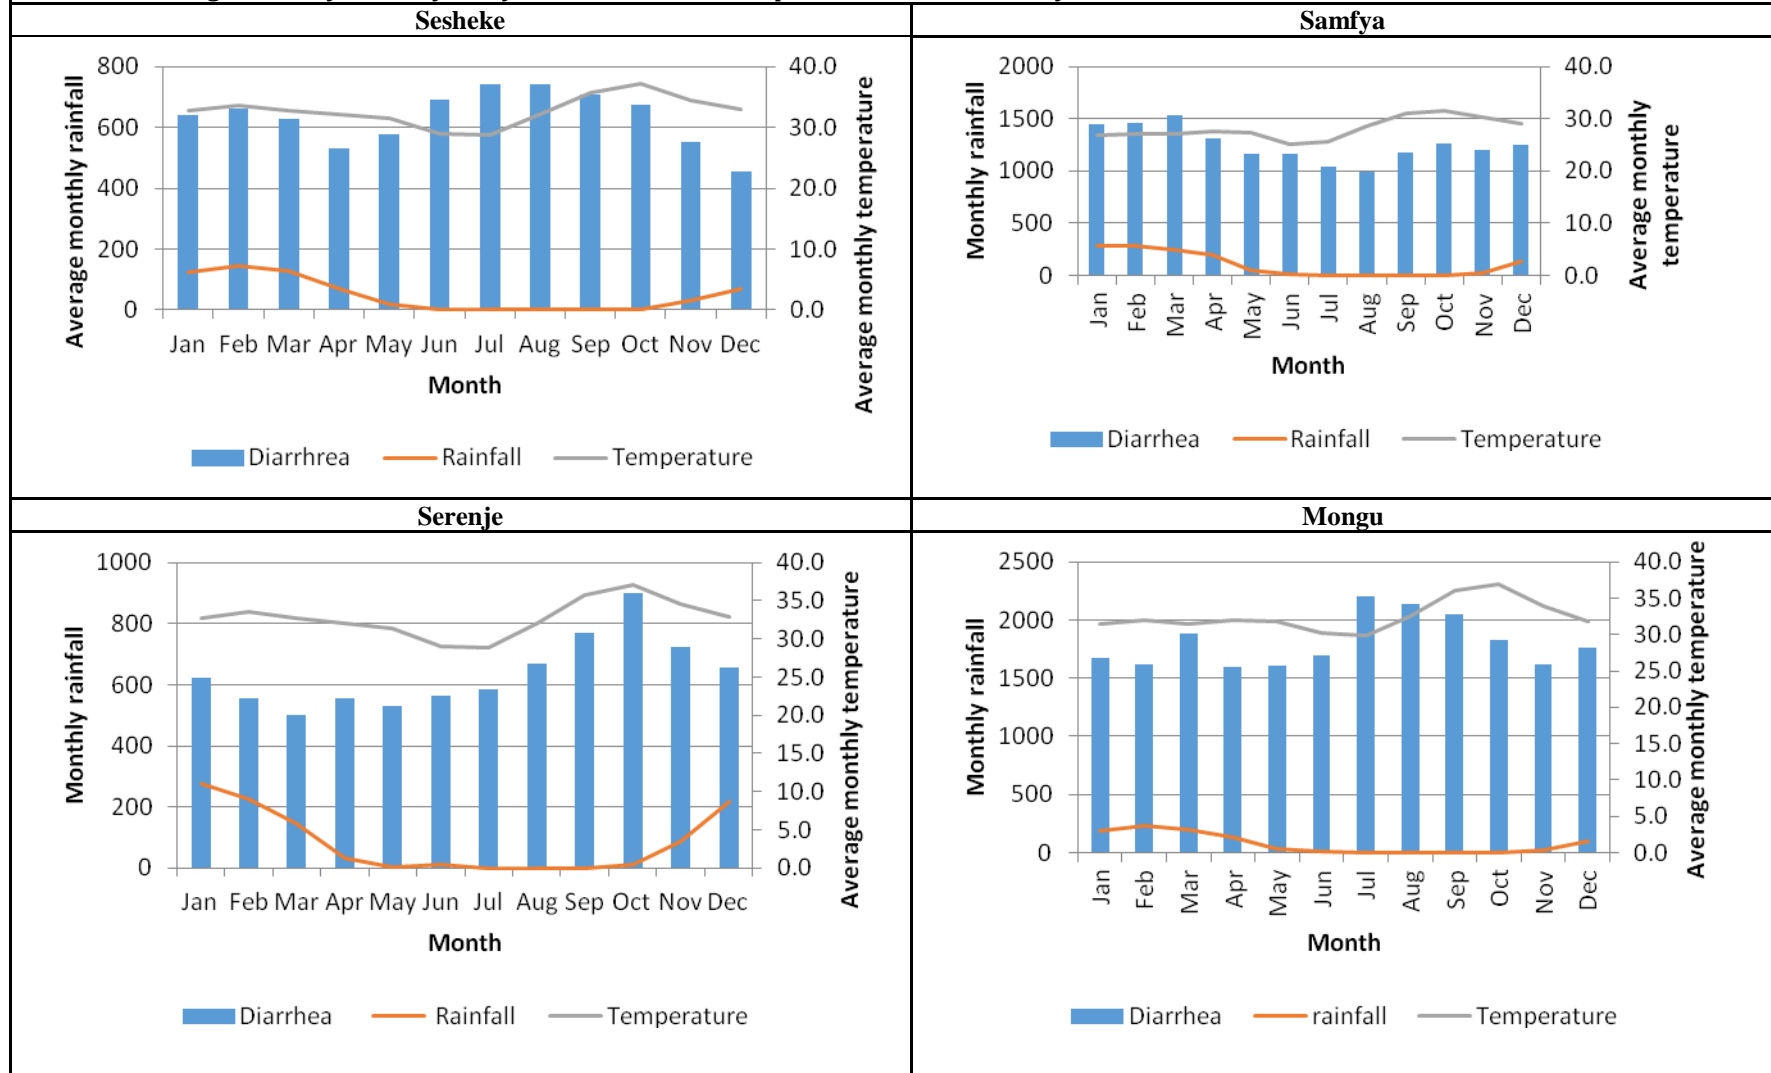 Sesheke
Samfya
Average monthly rainfall
800
600
400
200
0
40.0
30.0
20.0
10.0
0.0
Average monthly temperature
Jan Feb Mar Apr May Jun Jul Aug Sep Oct Nov Dec
Month
Diarrhrea Rainfall Temperature
Monthly rainfall
2000
1500
1000
500
0
40.0
30.0
20.0
10.0
0.0
Average monthly
temperature
Jan Feb Mar Apr May Jun Jul Aug Sep Oct Nov Dec
Month
Diarrhea Rainfall Temperature
Serenje
Mongu
Monthly rainfall
1000
800
600
400
200
0
40.0
35.0
30.0
25.0
20.0
15.0
10.0
5.0
0.0
Average monthly temperature
Jan Feb Mar Apr May Jun Jul Aug Sep Oct Nov Dec
Month
Diarrhea Rainfall Temperature
Monthly rainfall
2500
2000
1500
1000
500
0
40.0
35.0
30.0
25.0
20.0
15.0
10.0
5.0
0.0
Average monthly temperature
Jan Feb Mar Apr May Jun Jul Aug Sep Oct Nov Dec
Month
Diarrhea rainfall Temperature